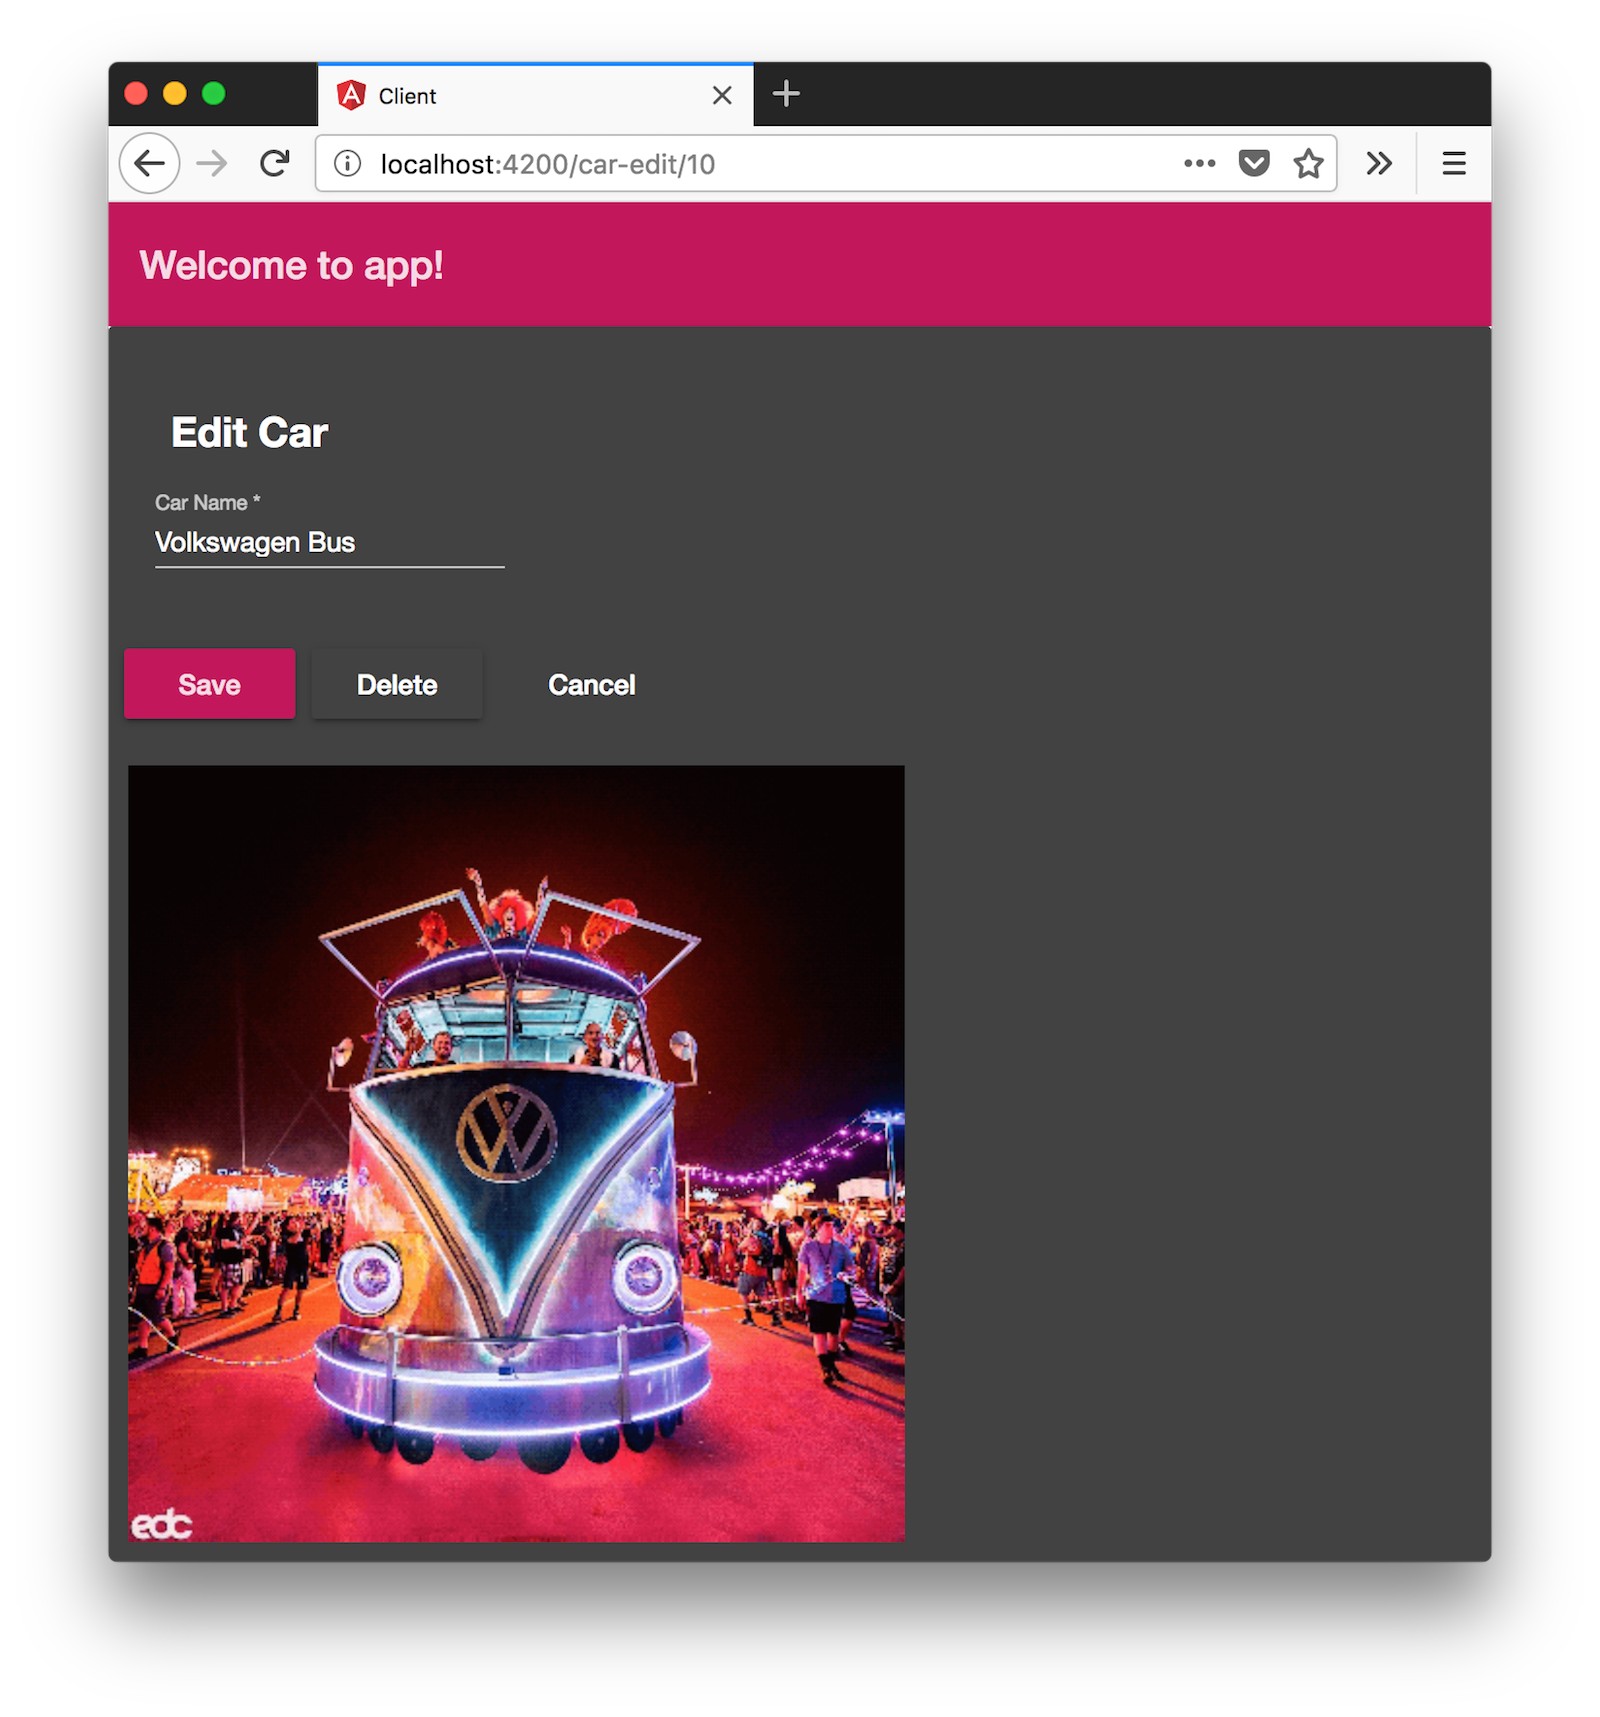 Client
localhost:4200/car-edit/10
Welcome to app!
Edit Car
Car Name *
Volkswagen Bus
Save Delete Cancel
edc